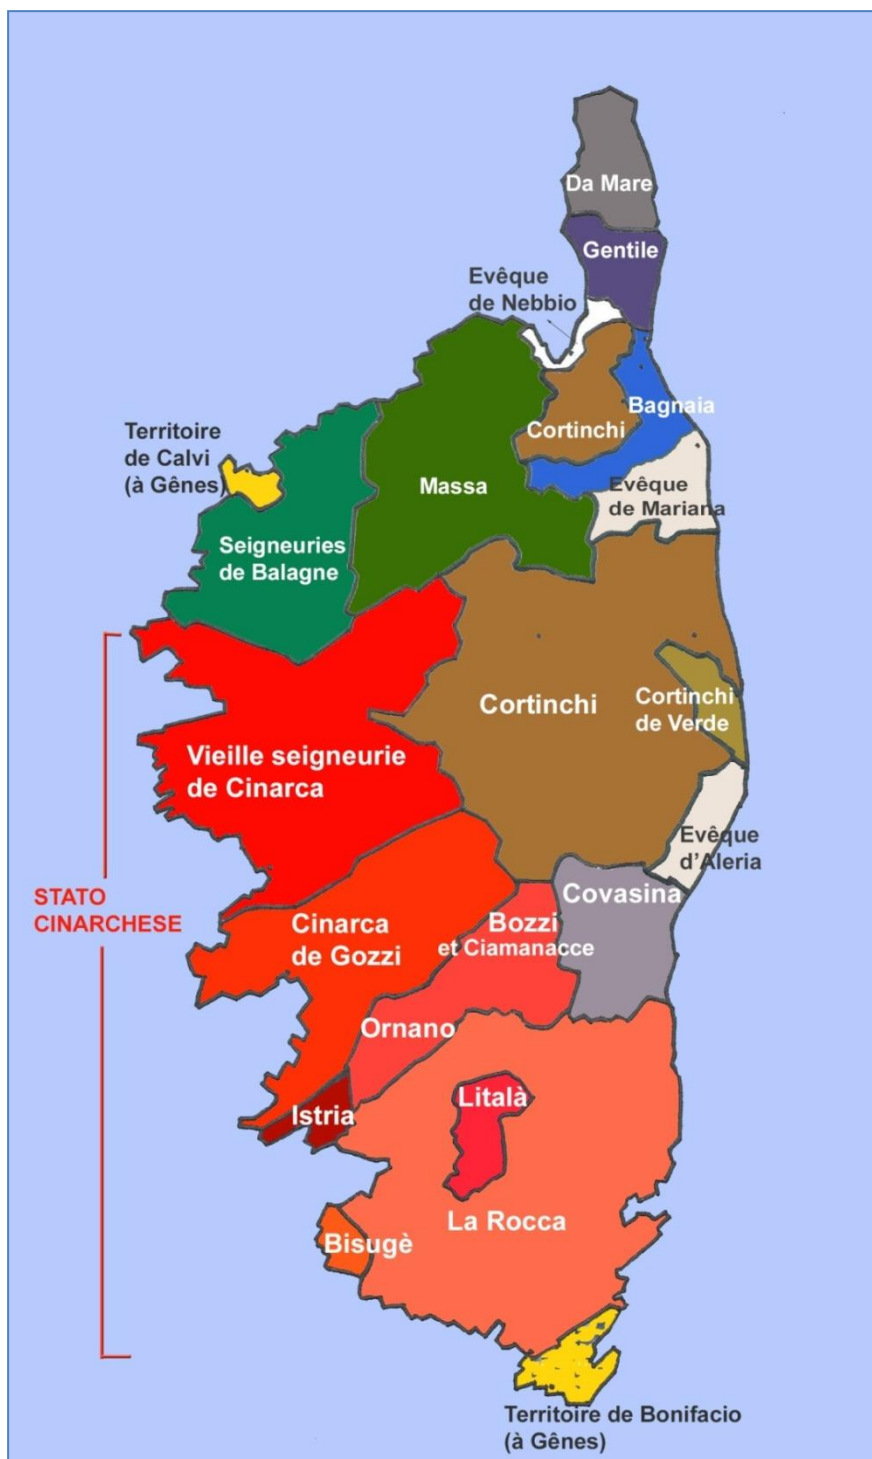 Da Mare
Gentile
Evêque
de Nebbio
Bagnaia
Cortinchi
Territoire
de Calvi
(à Gênes)
Massa
Evêque
de Mariana
Seigneuries
de Balagne
Cortinchi
Cortinchi
de Verde
Vieille seigneurie
de Cinarca
Evêque
d'Aleria
STATO
CINARCHESE
Covasina
Cinarca
de Gozzi
Bozzi
et Ciamanacce
Ornano
Istria
Litalà
La Rocca
Bisugè
Territoire de Bonifacio
(à Gênes)